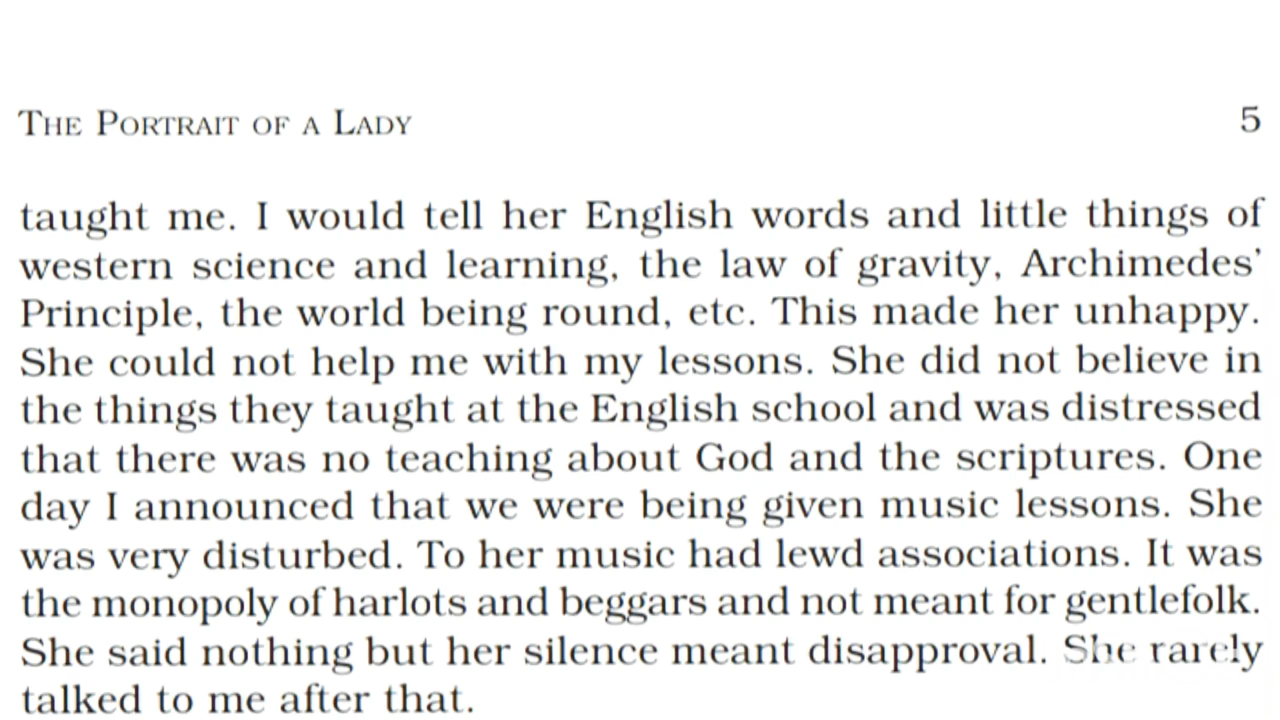 THE PORTRAIT OF A LADY 5
taught me. I would tell her English words and little things of
western science and learning, the law of gravity, Archimedes’
Principle, the world being round, etc. This made her unhappy.
She could not help me with my lessons. She did not believe in
the things they taught at the English school and was distressed
that there was no teaching about God and the scriptures. One
day I announced that we were being given music lessons. She
was very disturbed. To her music had lewd associations. It was
the monopoly of harlots and beggars and not meant for gentlefolk.
She said nothing but her silence meant disapproval. She rarely
talked to me after that.